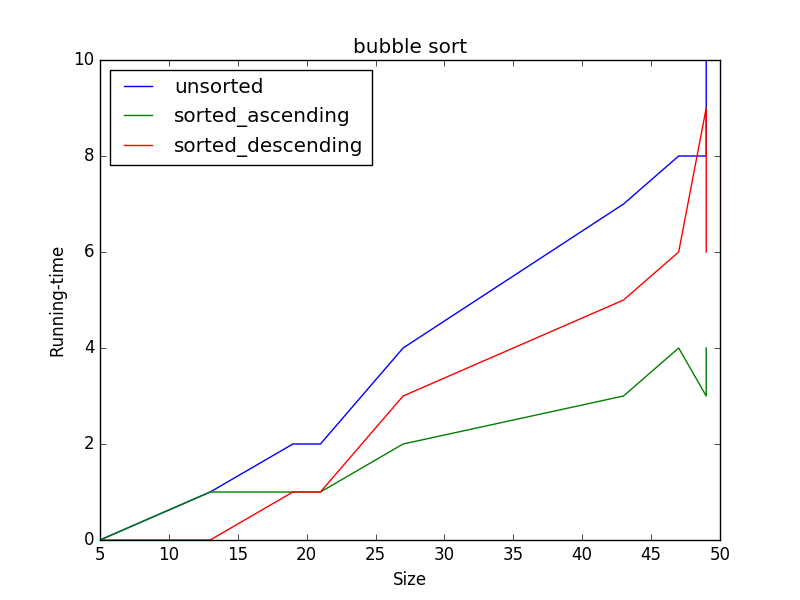 bubble sort
unsorted
sorted_ascending
sorted_descending
Running-time
10
8
6
4
2
0
5 10 15 20 25 30 35 40 45 50
Size